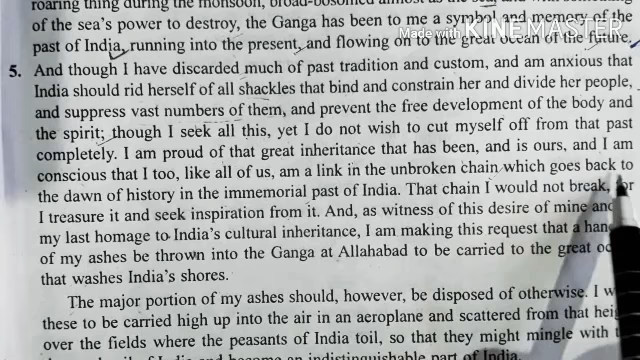 roaring thing during the monsoon, broad-bosomed almost as the
of the sea's power to destroy, the Ganga has been to me a symbol and memory of the
past of India, running into the present, and flowing on to the great ocean of the future.
Made with KINEMASTER
5. And though I have discarded much of past tradition and custom, and am anxious that
India should rid herself of all shackles that bind and constrain her and divide her people,
and suppress vast numbers of them, and prevent the free development of the body and
the spirit; though I seek all this, yet I do not wish to cut myself off from that past
completely. I am proud of that great inheritance that has been, and is ours, and I am
conscious that I too, like all of us, am a link in the unbroken chain which goes back to
the dawn of history in the immemorial past of India. That chain I would not break,
I treasure it and seek inspiration from it. And, as witness of this desire of mine and
my last homage to India's cultural inheritance, I am making this request that a
of my ashes be thrown into the Ganga at Allahabad to be carried to the great
that washes India's shores.
The major portion of my ashes should, however, be disposed of otherwise. I
these to be carried high up into the air in an aeroplane and scattered from that
over the fields where the peasants of India toil, so that they might mingle with
indistinguishable part of India.